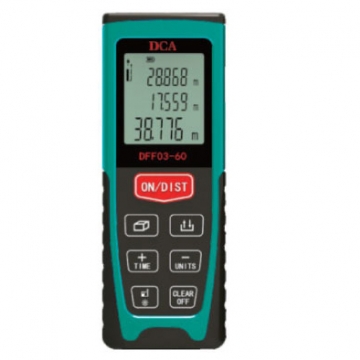 DCA
28.868 m
17.559 m
38.776 m
DFF03-60
ON/DIST
+ -
TIME UNITS
CLEAR
OFF